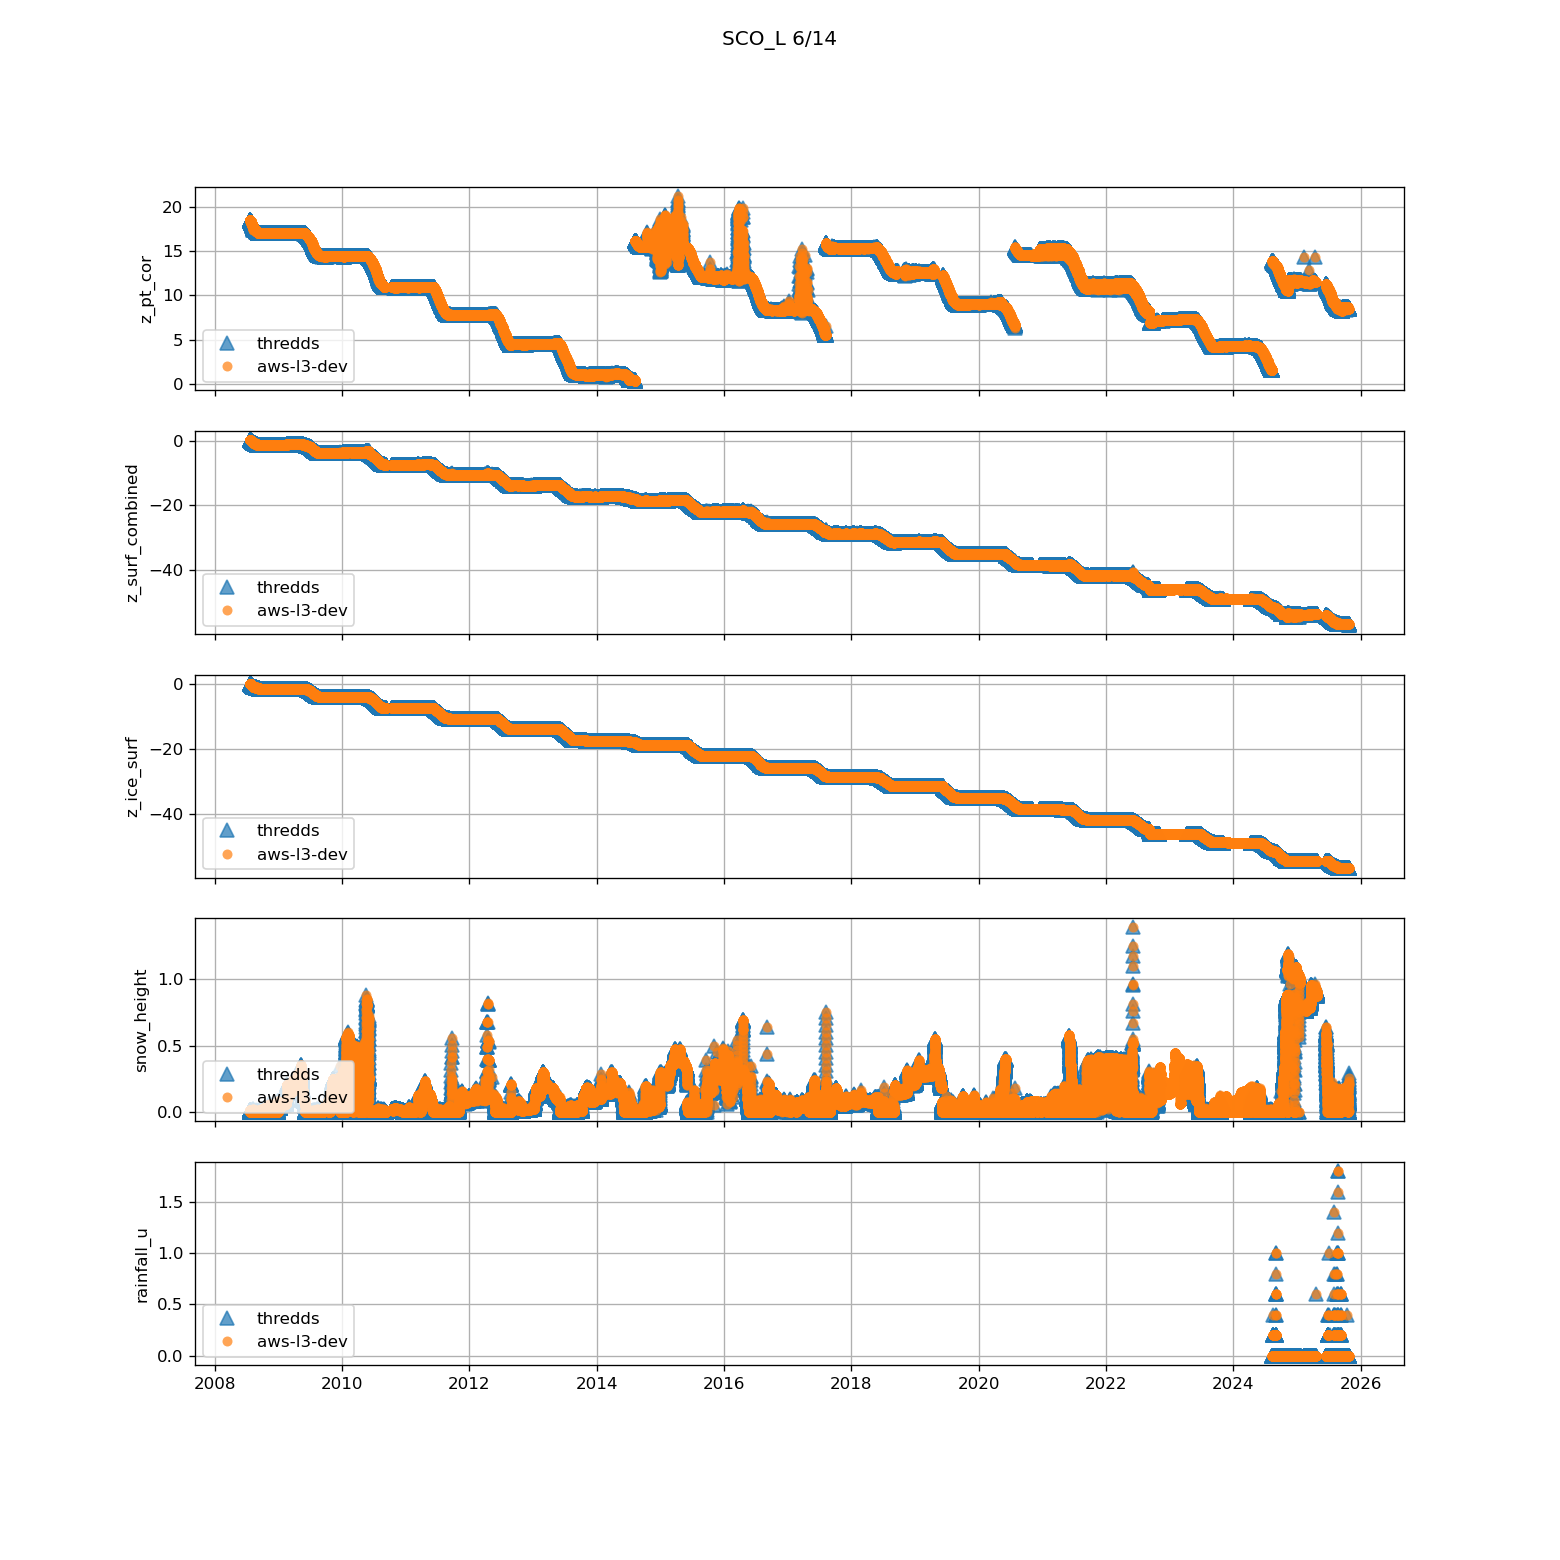 SCO_L 6/14
20
15
10
5
0
z_pt_cor
thredds
aws-l3-dev
0
−20
−40
z_surf_combined
thredds
aws-l3-dev
0
−20
−40
z_ice_surf
thredds
aws-l3-dev
1.0
0.5
0.0
snow_height
thredds
aws-l3-dev
1.5
1.0
0.5
0.0
rainfall_u
thredds
aws-l3-dev
2008 2010 2012 2014 2016 2018 2020 2022 2024 2026